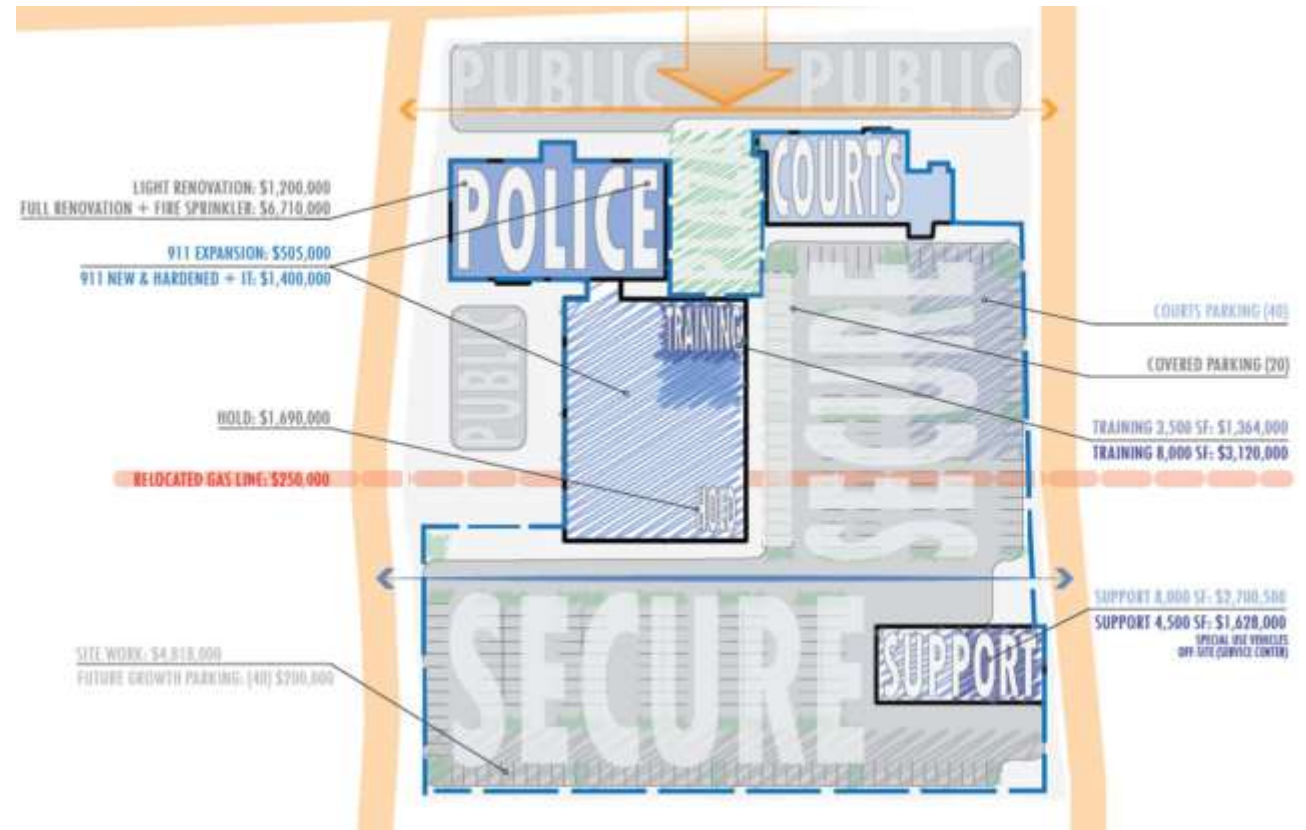 PUBLIC PUBLIC
POLICE
COURTS
LIGHT RENOVATION: $1,200,000
FULL RENOVATION + FIRE SPRINKLER: $6,710,000
911 EXPANSION: $505,000
911 NEW & HARDENED + IT: $1,400,000
PUBLIC
TRAINING
SECURE
COURTS PARKING (40)
COVERED PARKING (20)
HOLD: $1,690,000
TRAINING 3,500 SF: $1,364,000
TRAINING 8,000 SF: $3,120,000
RELOCATED GAS LINE: $250,000
HOLD
SECURE
SUPPORT
SUPPORT 8,000 SF: $2,700,500
SUPPORT 4,500 SF: $1,628,000
SPECIAL USE VEHICLES
OFF-SITE (SERVICE CENTER)
SITE WORK: $4,818,000
FUTURE GROWTH PARKING: (40) $200,000